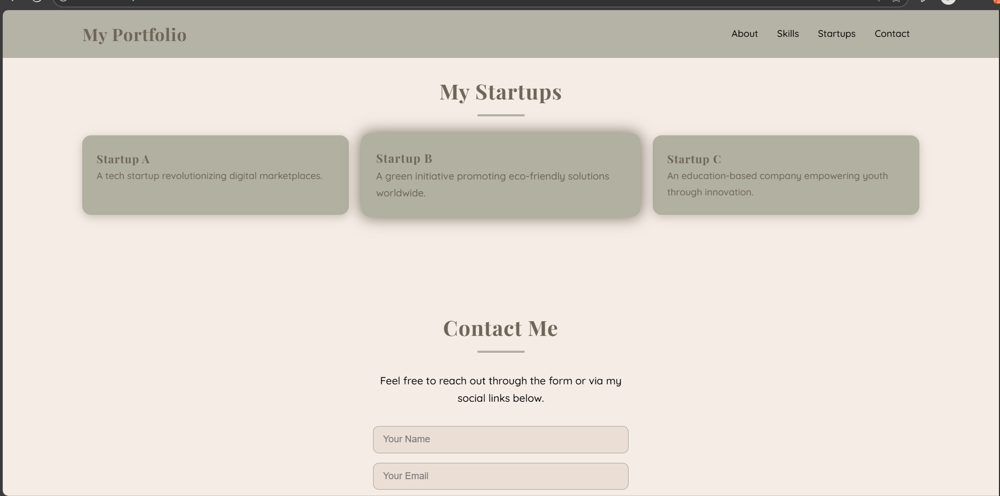 My Portfolio
About Skills Startups Contact
My Startups
Startup A
A tech startup revolutionizing digital marketplaces.
Startup B
A green initiative promoting eco-friendly solutions
worldwide.
Startup C
An education-based company empowering youth
through innovation.
Contact Me
Feel free to reach out through the form or via my
social links below.
Your Name
Your Email